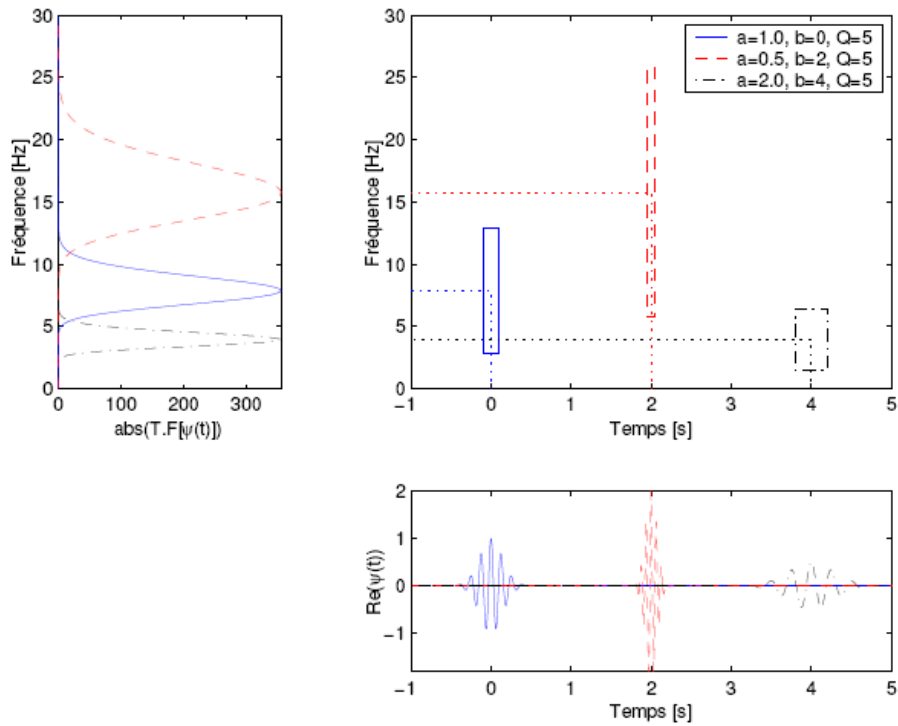 30
25
20
15
10
5
0
Fréquence [Hz]
0 100 200 300
abs(T.F[ψ(t)])
30
25
20
15
10
5
0
Fréquence [Hz]
a=1.0, b=0, Q=5
a=0.5, b=2, Q=5
a=2.0, b=4, Q=5
-1 0 1 2 3 4 5
Temps [s]
2
1
0
-1
Re(ψ(t))
-1 0 1 2 3 4 5
Temps [s]